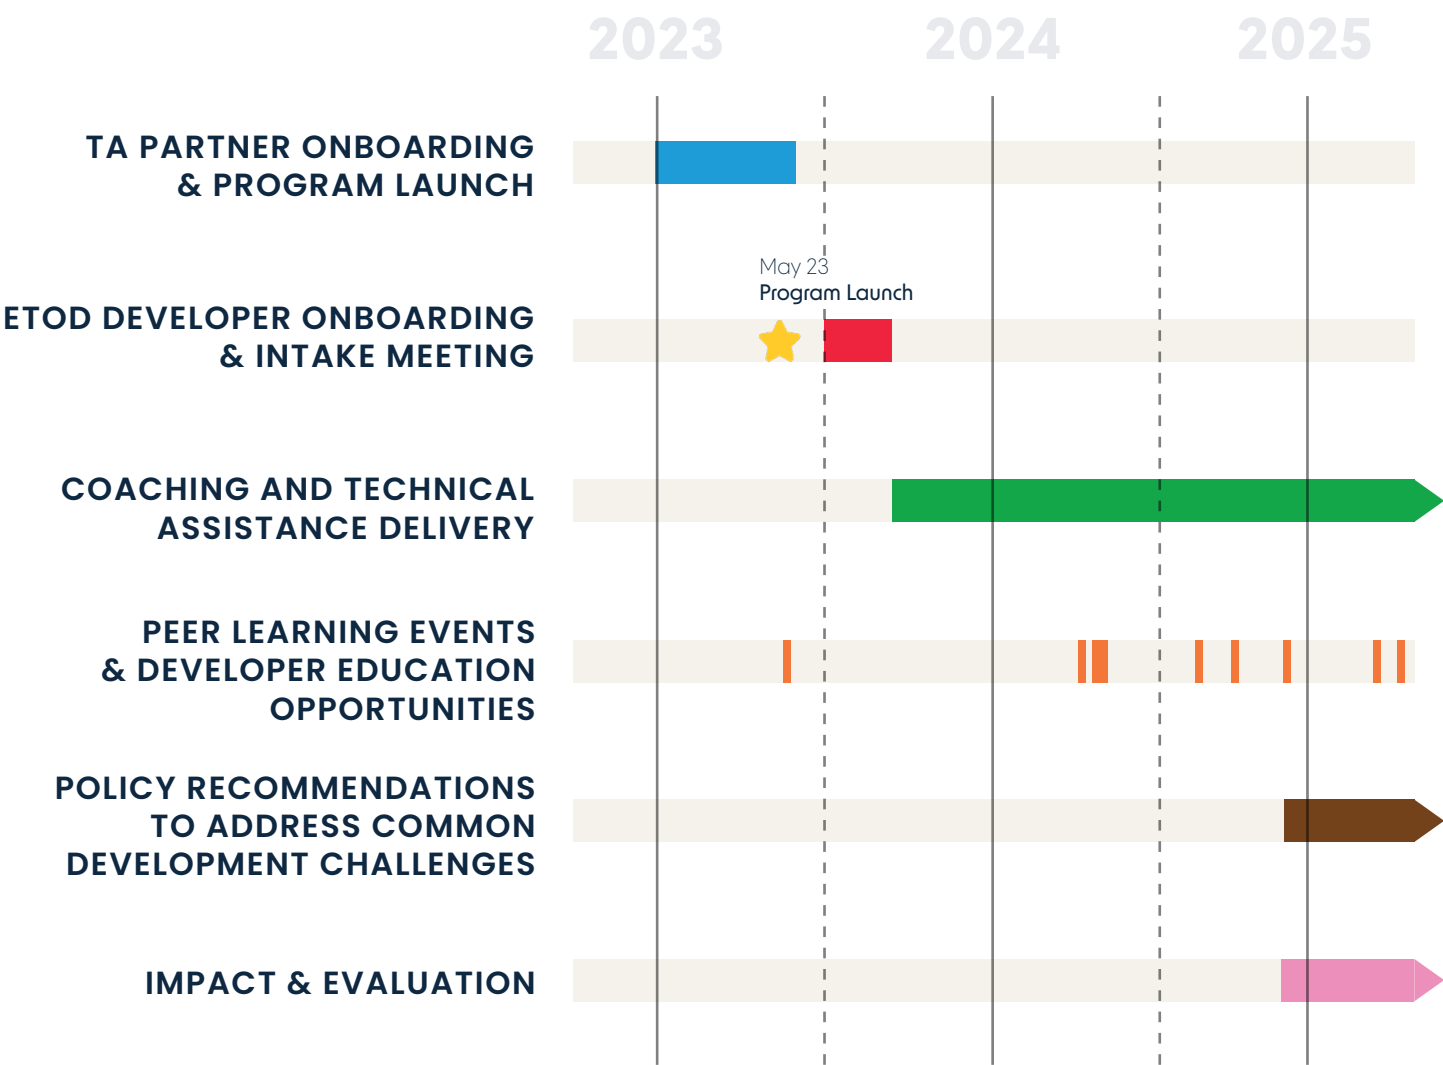 2023 2024 2025
TA PARTNER ONBOARDING
& PROGRAM LAUNCH
May 23
Program Launch
ETOD DEVELOPER ONBOARDING
& INTAKE MEETING
COACHING AND TECHNICAL
ASSISTANCE DELIVERY
PEER LEARNING EVENTS
& DEVELOPER EDUCATION
OPPORTUNITIES
POLICY RECOMMENDATIONS
TO ADDRESS COMMON
DEVELOPMENT CHALLENGES
IMPACT & EVALUATION